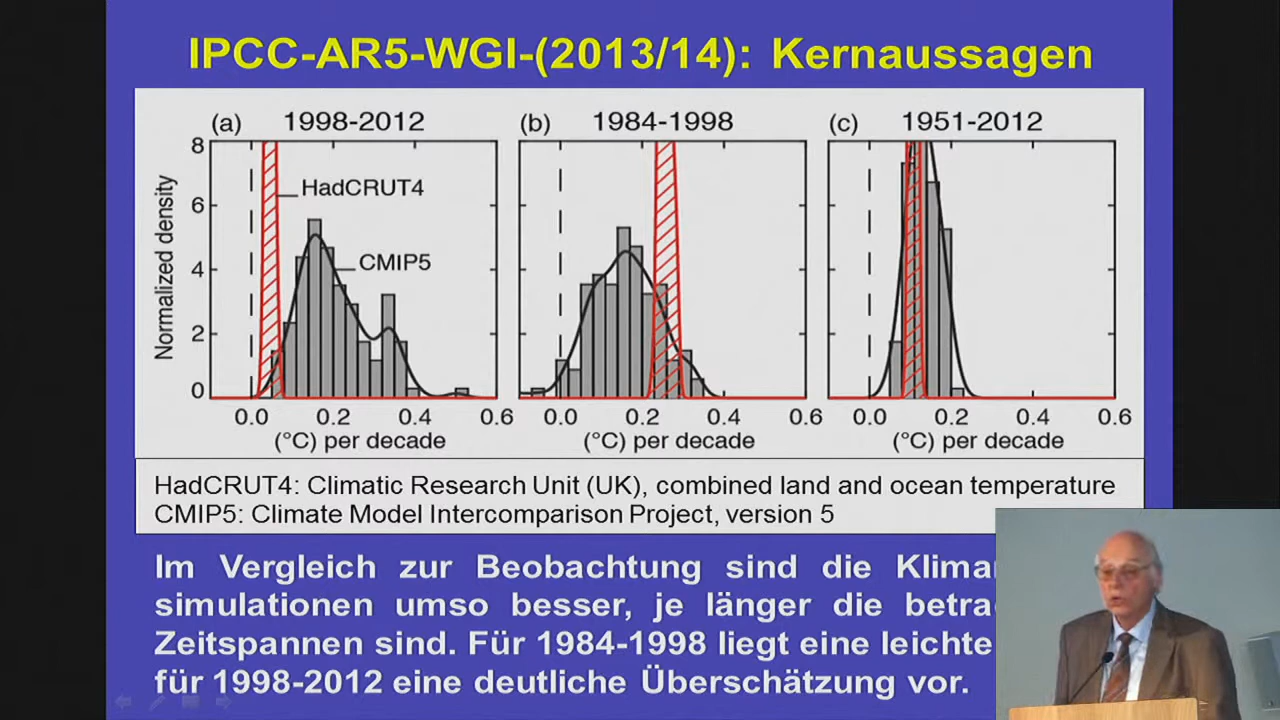 IPCC-AR5-WGI-(2013/14): Kernaussagen
(a) 1998-2012
(b) 1984-1998
(c) 1951-2012
Normalized density
8
6
4
2
0
HadCRUT4
CMIP5
0.0 0.2 0.4 0.6
0.0 0.2 0.4 0.6
0.0 0.2 0.4 0.6
(°C) per decade
(°C) per decade
(°C) per decade
HadCRUT4: Climatic Research Unit (UK), combined land and ocean temperature
CMIP5: Climate Model Intercomparison Project, version 5
Im Vergleich zur Beobachtung sind die
simulationen umso besser, je länger die
Zeitspannen sind. Für 1984-1998 liegt eine leichte
für 1998-2012 eine deutliche Überschätzung vor.